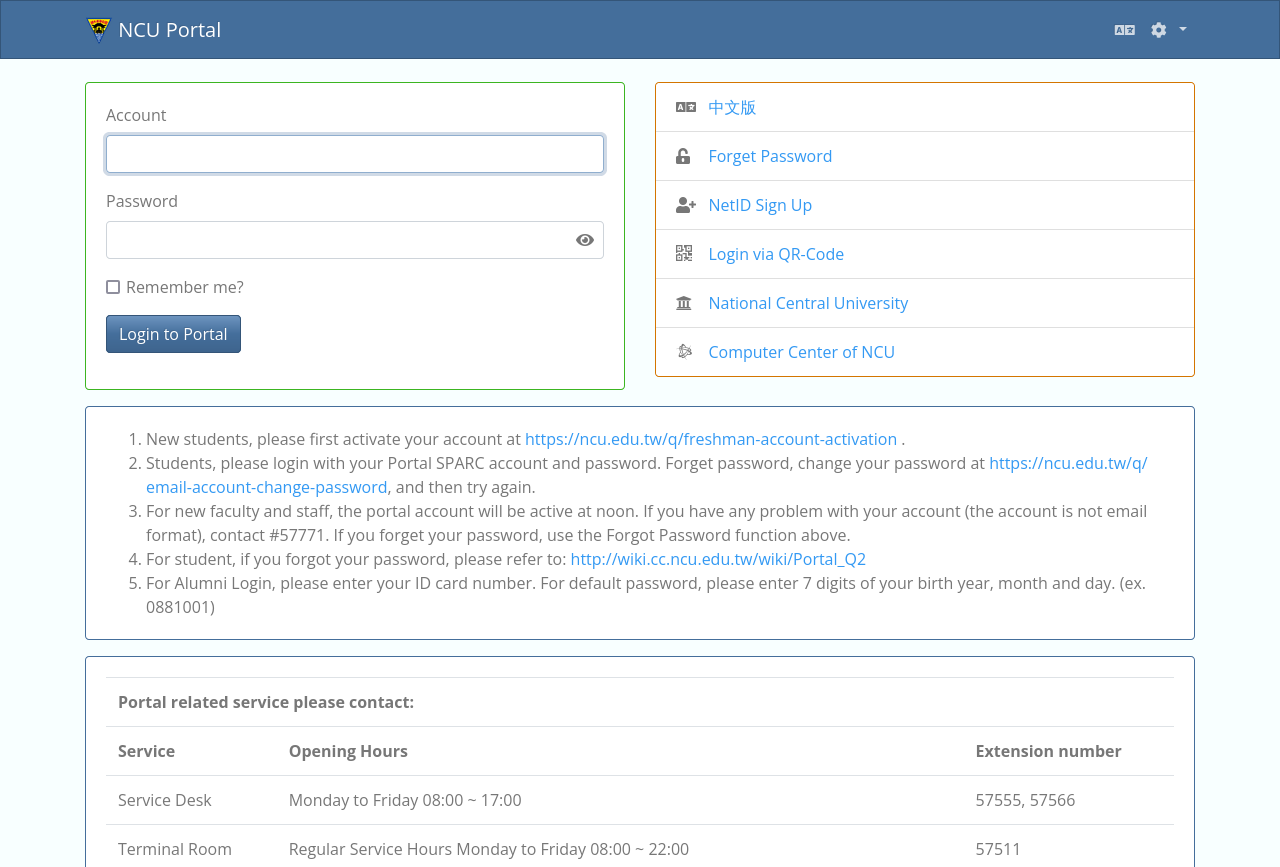 NCU Portal
Account
Password
Remember me?
Login to Portal
中文版
Forget Password
NetID Sign Up
Login via QR-Code
National Central University
Computer Center of NCU
1. New students, please first activate your account at https://ncu.edu.tw/q/freshman-account-activation .
2. Students, please login with your Portal SPARC account and password. Forget password, change your password at https://ncu.edu.tw/q/
email-account-change-password, and then try again.
3. For new faculty and staff, the portal account will be active at noon. If you have any problem with your account (the account is not email
format), contact #57771. If you forget your password, use the Forgot Password function above.
4. For student, if you forgot your password, please refer to: http://wiki.cc.ncu.edu.tw/wiki/Portal_Q2
5. For Alumni Login, please enter your ID card number. For default password, please enter 7 digits of your birth year, month and day. (ex.
0881001)
Portal related service please contact:
Service Opening Hours Extension number
Service Desk Monday to Friday 08:00 ~ 17:00 57555, 57566
Terminal Room Regular Service Hours Monday to Friday 08:00 ~ 22:00 57511